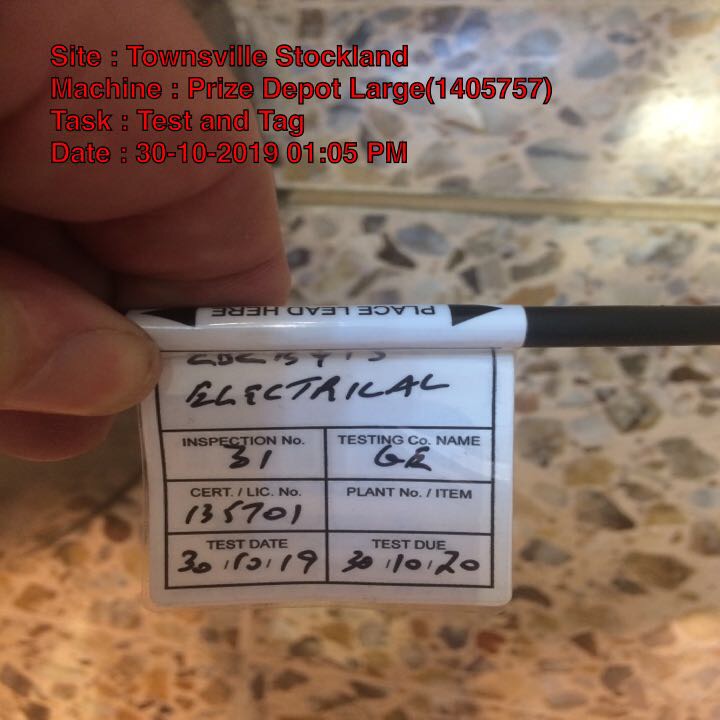 Site : Townsville Stockland
Machine : Prize Depot Large(1405757)
Task : Test and Tag
Date : 30-10-2019 01:05 PM
PLACE LEAD HERE
ELECTRICAL
INSPECTION No. TESTING Co. NAME
31 GE
CERT. / LIC. No. PLANT No. / ITEM
135701
TEST DATE TEST DUE
30.10.19 30.10.20